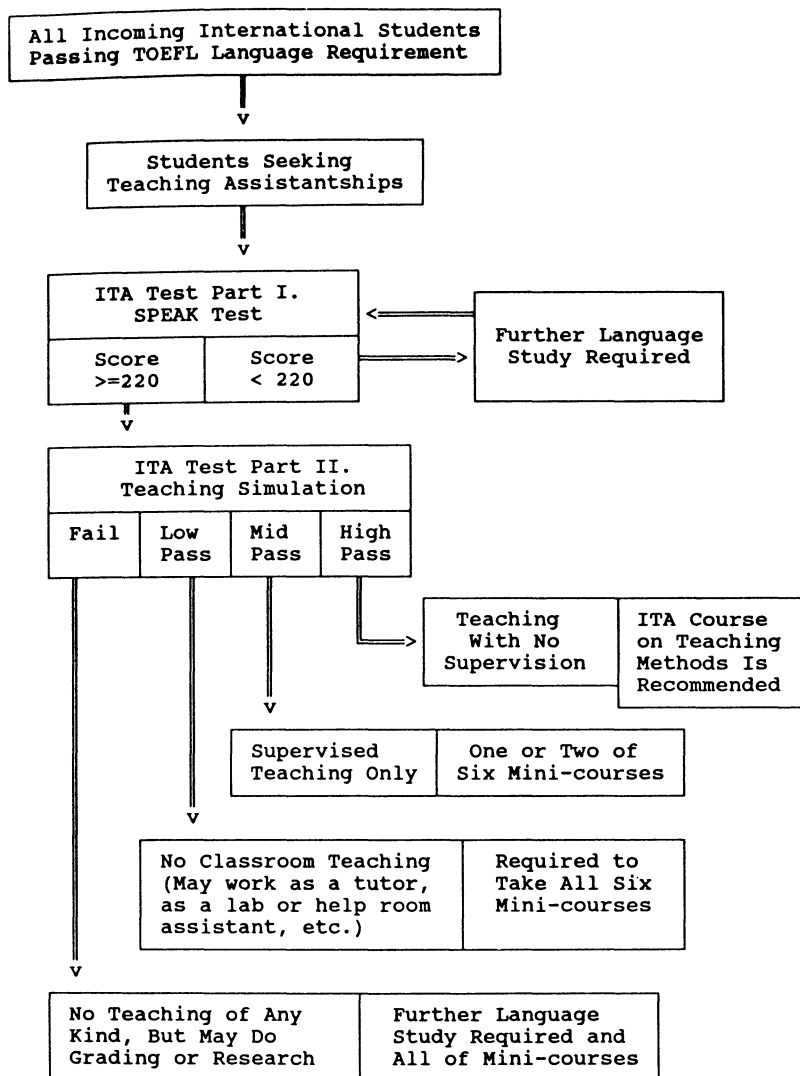 All Incoming International Students
Passing TOEFL Language Requirement
Students Seeking
Teaching Assistantships
ITA Test Part I.
SPEAK Test
Score
>=220
Score
< 220
Further Language
Study Required
ITA Test Part II.
Teaching Simulation
Fail
Low
Pass
Mid
Pass
High
Pass
Teaching
With No
Supervision
ITA Course
on Teaching
Methods Is
Recommended
Supervised
Teaching Only
One or Two of
Six Mini-courses
No Classroom Teaching
(May work as a tutor,
as a lab or help room
assistant, etc.)
Required to
Take All Six
Mini-courses
No Teaching of Any
Kind, But May Do
Grading or Research
Further Language
Study Required and
All of Mini-courses